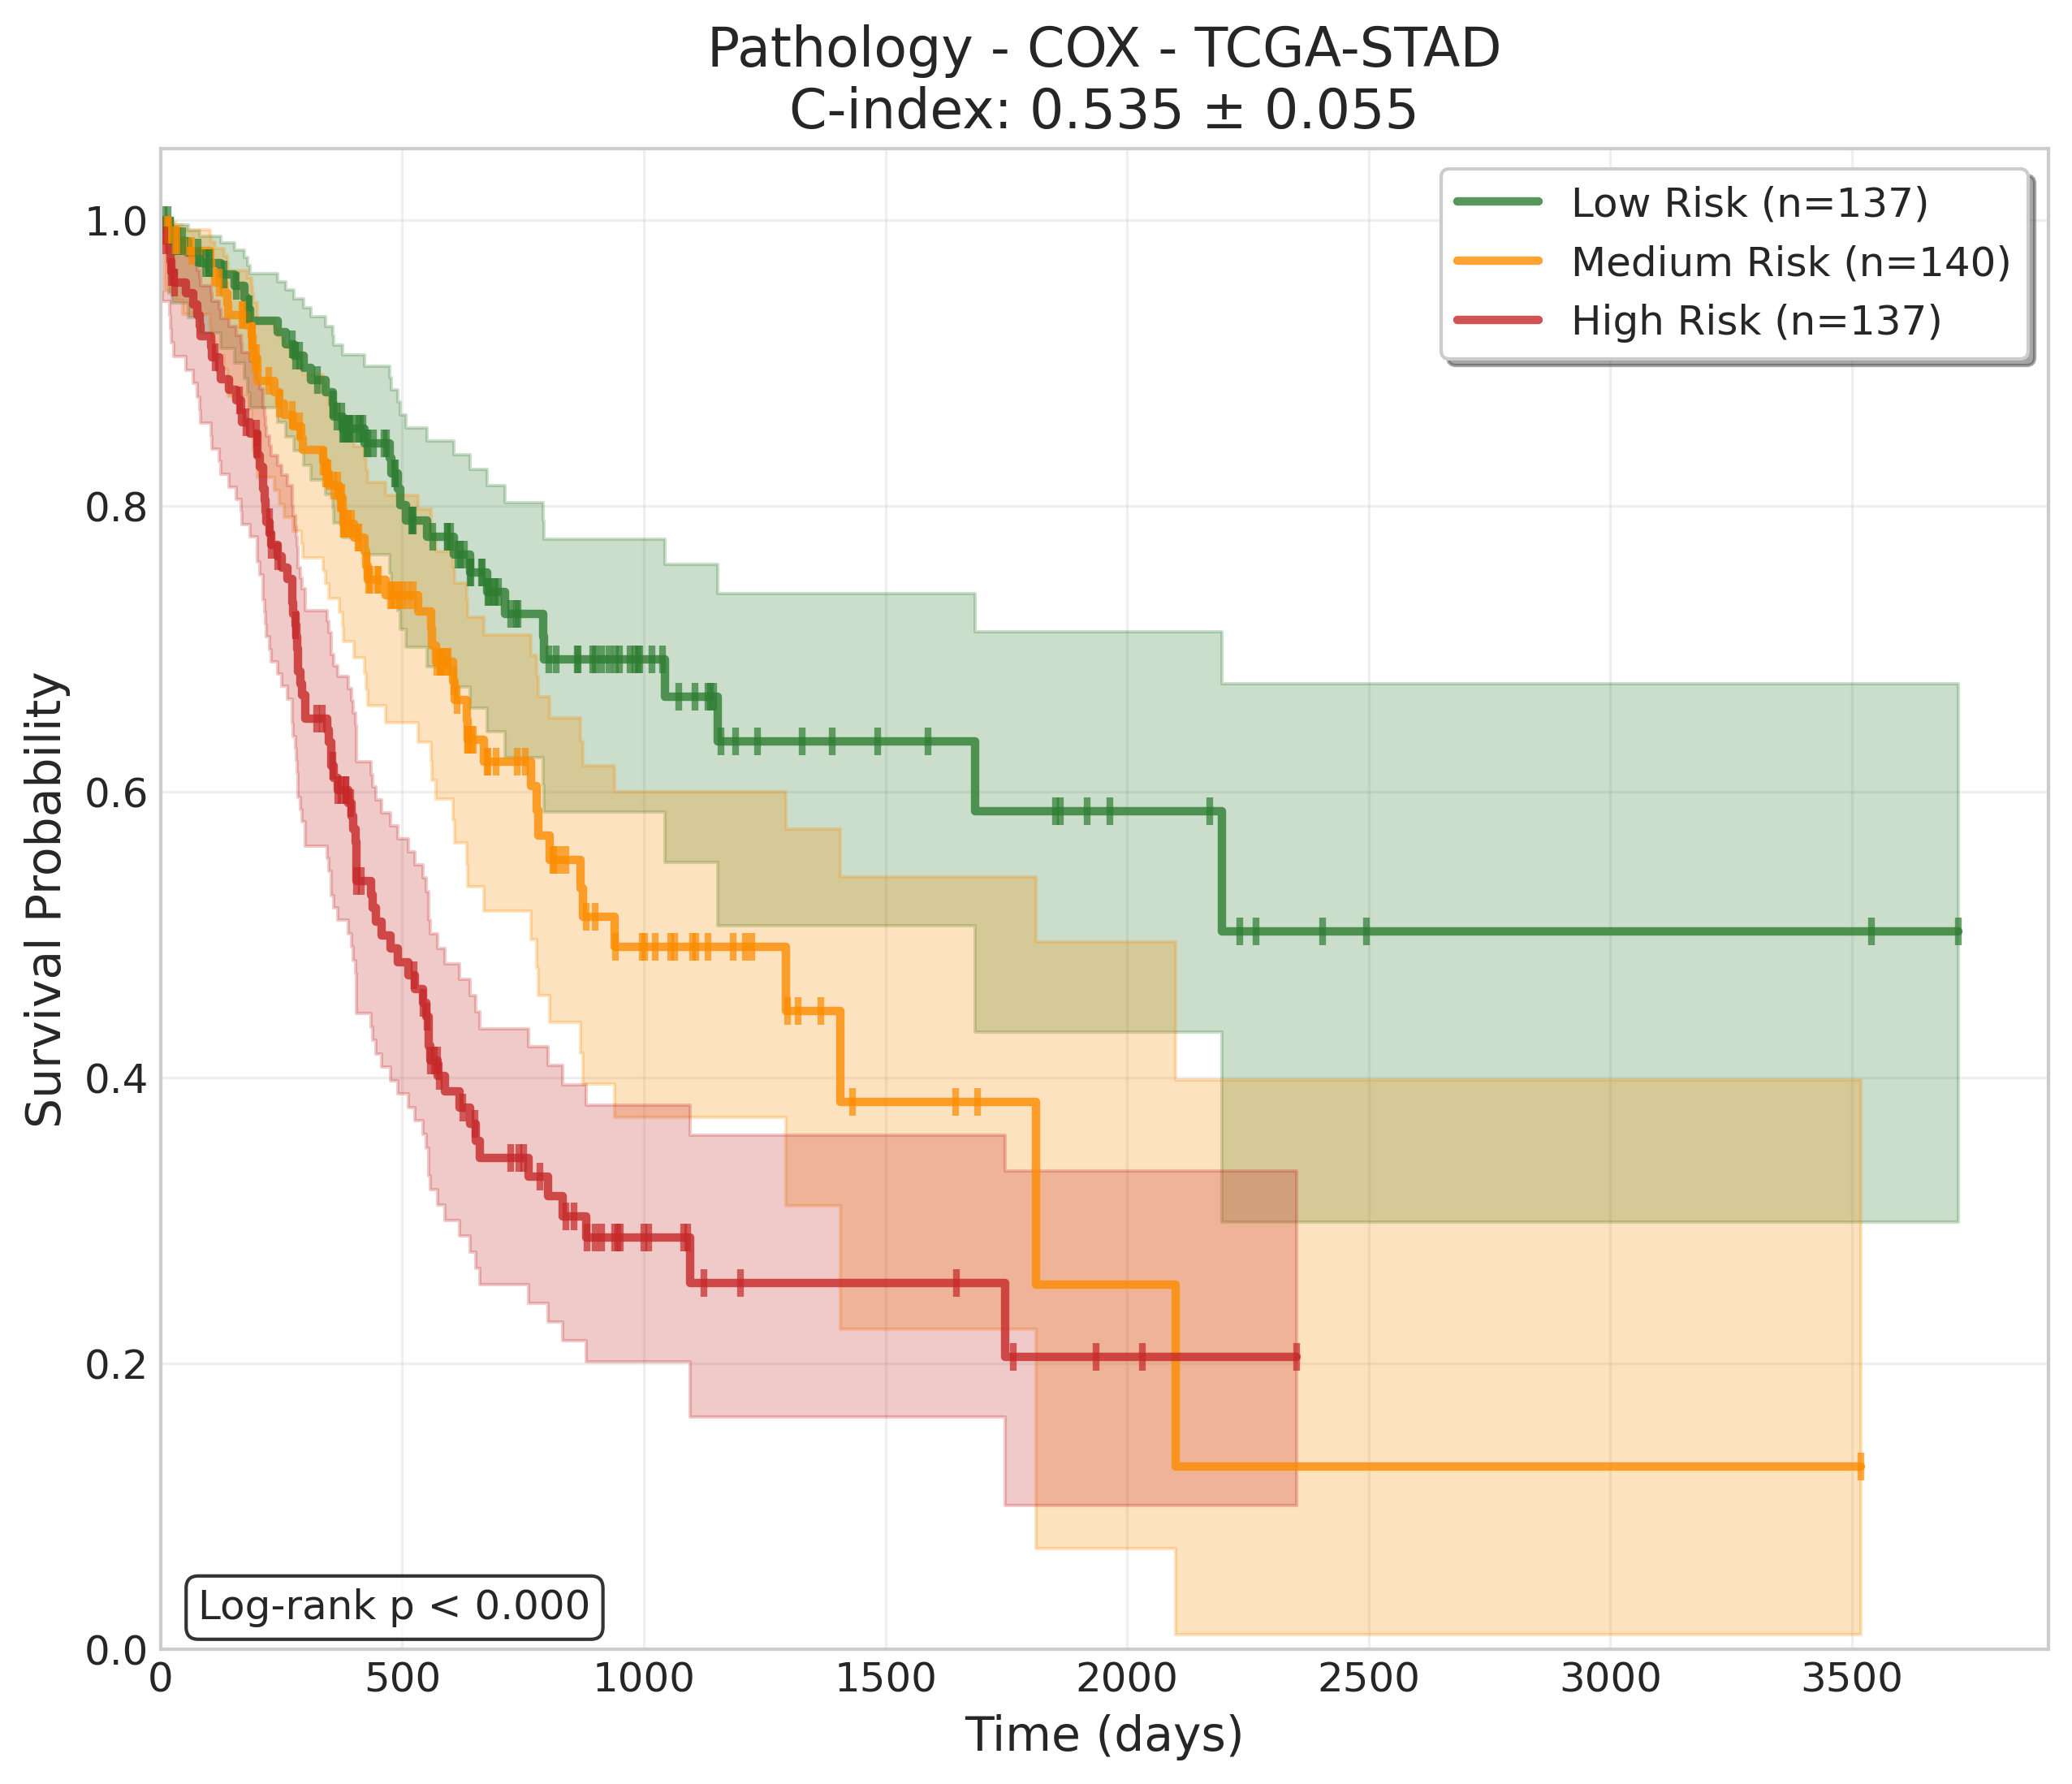 Pathology - COX - TCGA-STAD
C-index: 0.535 ± 0.055
Low Risk (n=137)
Medium Risk (n=140)
High Risk (n=137)
Survival Probability
1.0
0.8
0.6
0.4
0.2
0.0
Log-rank p < 0.000
0 500 1000 1500 2000 2500 3000 3500
Time (days)